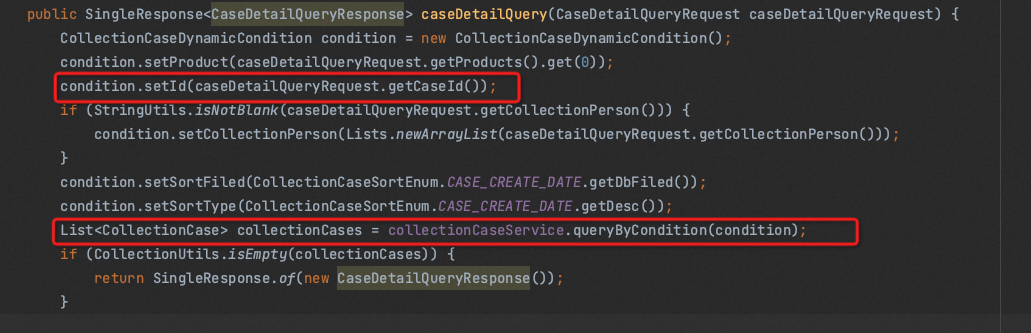 public SingleResponse<CaseDetailQueryResponse> caseDetailQuery(CaseDetailQueryRequest caseDetailQueryRequest) {
CollectionCaseDynamicCondition condition = new CollectionCaseDynamicCondition();
condition.setProduct(caseDetailQueryRequest.getProducts().get(0));
condition.setId(caseDetailQueryRequest.getCaseId());
if (StringUtils.isNotBlank(caseDetailQueryRequest.getCollectionPerson())) {
condition.setCollectionPerson(Lists.newArrayList(caseDetailQueryRequest.getCollectionPerson()));
}
condition.setSortFiled(CollectionCaseSortEnum.CASE_CREATE_DATE.getDbFiled());
condition.setSortType(CollectionCaseSortEnum.CASE_CREATE_DATE.getDesc());
List<CollectionCase> collectionCases = collectionCaseService.queryByCondition(condition);
if (CollectionUtils.isEmpty(collectionCases)) {
return SingleResponse.of(new CaseDetailQueryResponse());
}